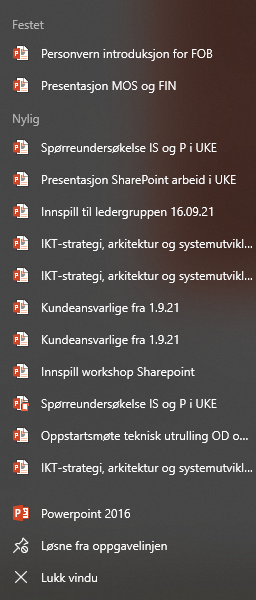 Festet
Personvern introduksjon for FOB
Presentasjon MOS og FIN
Nylig
Spørreundersøkelse IS og P i UKE
Presentasjon SharePoint arbeid i UKE
Innspill til ledergruppen 16.09.21
IKT-strategi, arkitektur og systemutvikl...
IKT-strategi, arkitektur og systemutvikl...
Kundeansvarlige fra 1.9.21
Kundeansvarlige fra 1.9.21
Innspill workshop Sharepoint
Spørreundersøkelse IS og P i UKE
Oppstartsmøte teknisk utrulling OD o...
IKT-strategi, arkitektur og systemutvikl...
Powerpoint 2016
Løsne fra oppgavelinjen
Lukk vindu